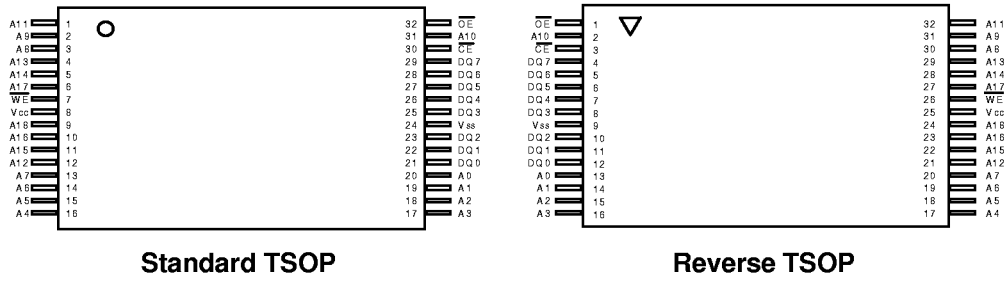 A11 1 32 OE
A9 2 31 A10
A8 3 30 CE
A13 4 29 DQ7
A14 5 28 DQ6
A17 6 27 DQ5
WE 7 26 DQ4
Vcc 8 25 DQ3
A18 9 24 Vss
A16 10 23 DQ2
A15 11 22 DQ1
A12 12 21 DQ0
A7 13 20 A0
A6 14 19 A1
A5 15 18 A2
A4 16 17 A3
Standard TSOP
OE 1 32 A11
A10 2 31 A9
CE 3 30 A8
DQ7 4 29 A13
DQ6 5 28 A14
DQ5 6 27 A17
DQ4 7 26 WE
DQ3 8 25 Vcc
Vss 9 24 A18
DQ2 10 23 A16
DQ1 11 22 A15
DQ0 12 21 A12
A0 13 20 A7
A1 14 19 A6
A2 15 18 A5
A3 16 17 A4
Reverse TSOP